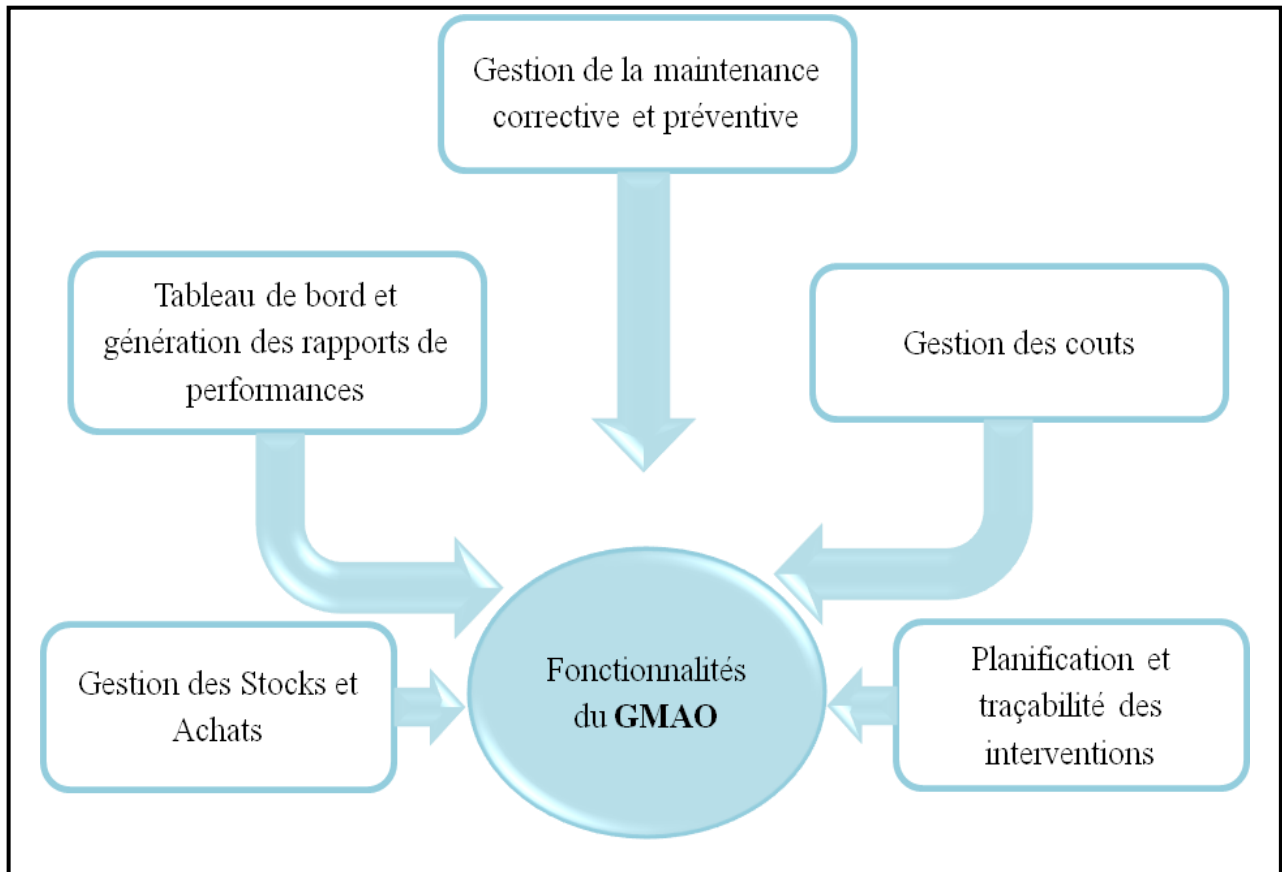 Gestion de la maintenance
corrective et préventive
Tableau de bord et
génération des rapports de
performances
Gestion des couts
Gestion des Stocks et
Achats
Fonctionnalités
du GMAO
Planification et
traçabilité des
interventions